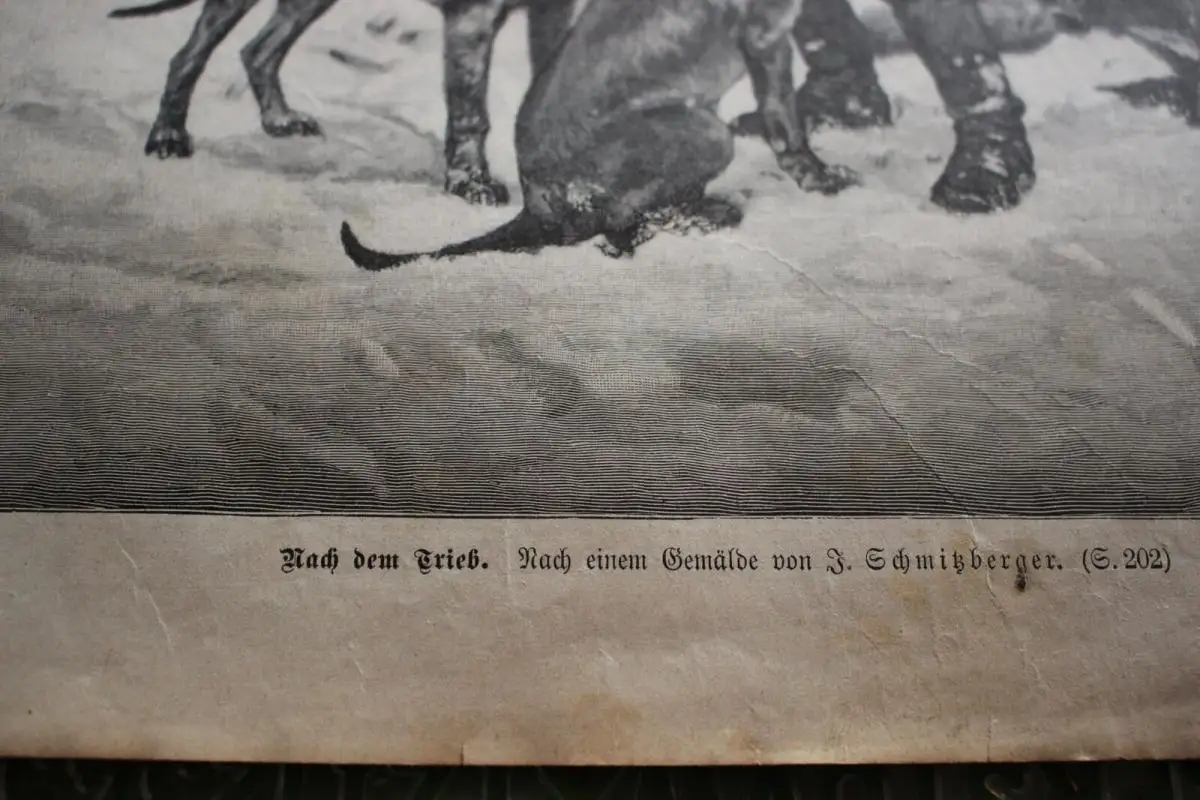 Nach dem Trieb. Nach einem Gemälde von J. Schmitzberger. (S. 202)